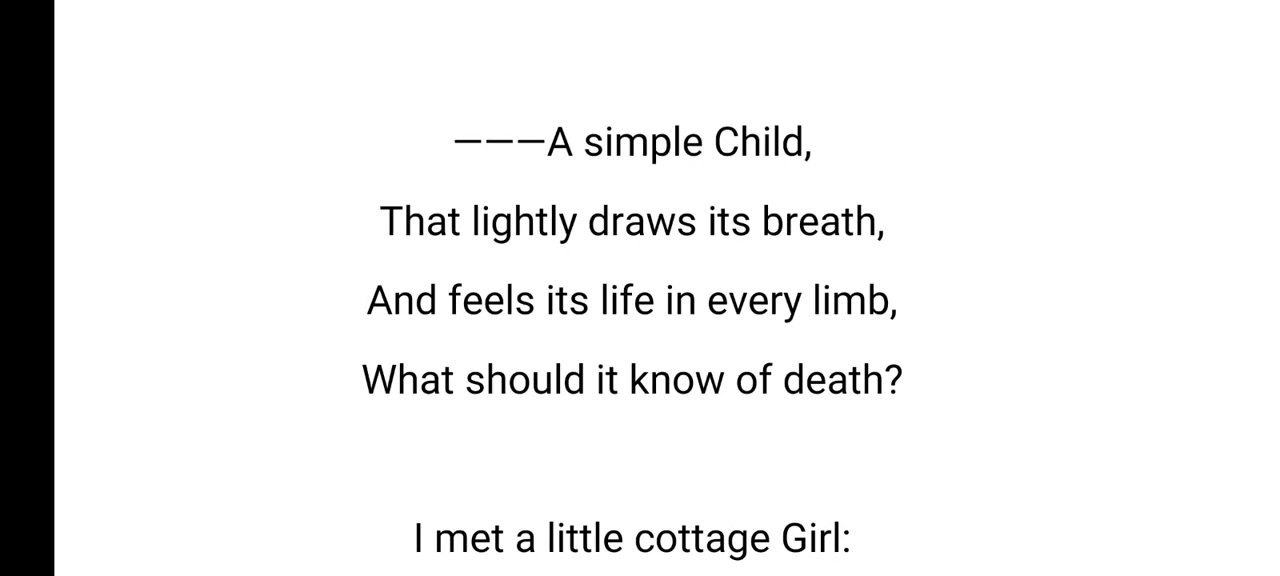 ———A simple Child,
That lightly draws its breath,
And feels its life in every limb,
What should it know of death?
I met a little cottage Girl: